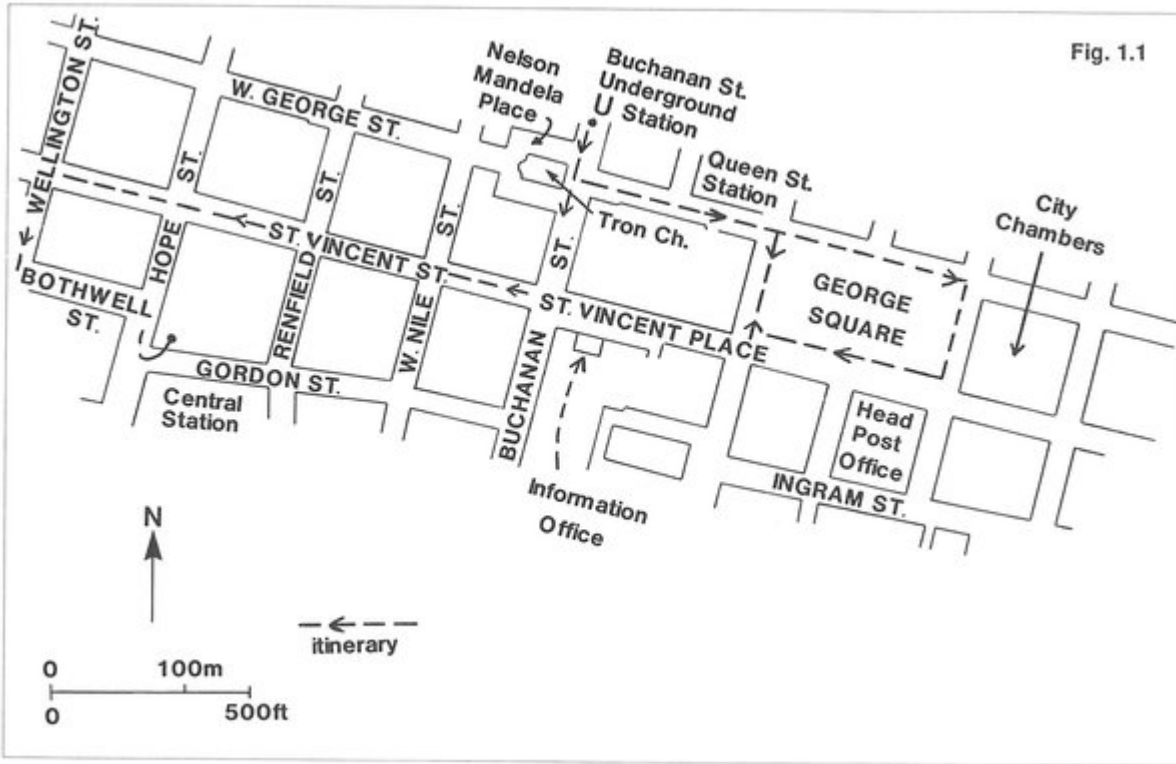 Fig. 1.1
Nelson
Mandela
Place
Buchanan St.
Underground
U Station
WELLINGTON ST.
W. GEORGE ST.
Queen St.
Station
City
Chambers
HOPE ST.
RENFIELD ST.
W. NILE ST.
BUCHANAN ST.
Tron Ch.
ST. VINCENT ST.
ST. VINCENT PLACE
GEORGE
SQUARE
BOTHWELL
ST.
GORDON ST.
Central
Station
Head
Post
Office
INGRAM ST.
Information
Office
N
itinerary
0 100m
0 500ft